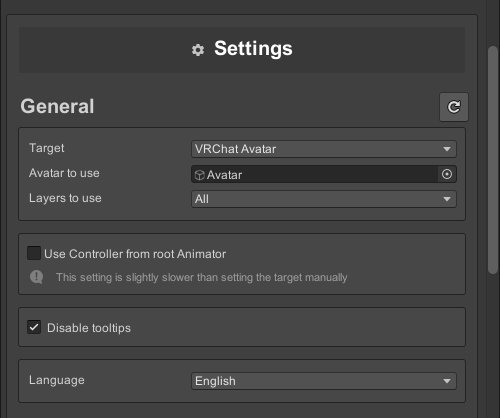 Settings
General
Target VRChat Avatar
Avatar to use Avatar
Layers to use All
Use Controller from root Animator
This setting is slightly slower than setting the target manually
Disable tooltips
Language English